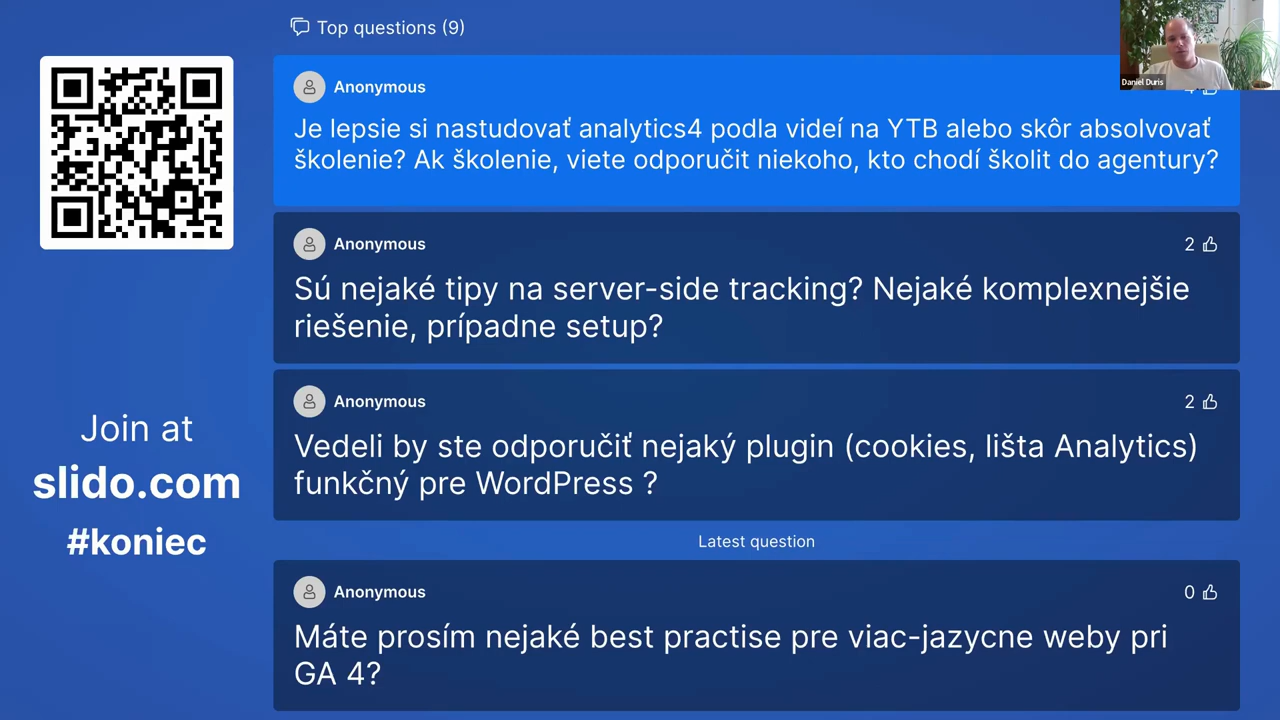 Top questions (9)
Daniel Duris
Anonymous
Je lepsie si nastudovať analytics4 podla videí na YTB alebo skôr absolvovať
školenie? Ak školenie, viete odporučit niekoho, kto chodí školit do agentury?
Anonymous
2
Sú nejaké tipy na server-side tracking? Nejaké komplexnejšie
riešenie, prípadne setup?
Anonymous
2
Vedeli by ste odporučiť nejaký plugin (cookies, lišta Analytics)
funkčný pre WordPress ?
Join at
slido.com
#koniec
Latest question
Anonymous
0
Máte prosím nejaké best practise pre viac-jazycne weby pri
GA 4?